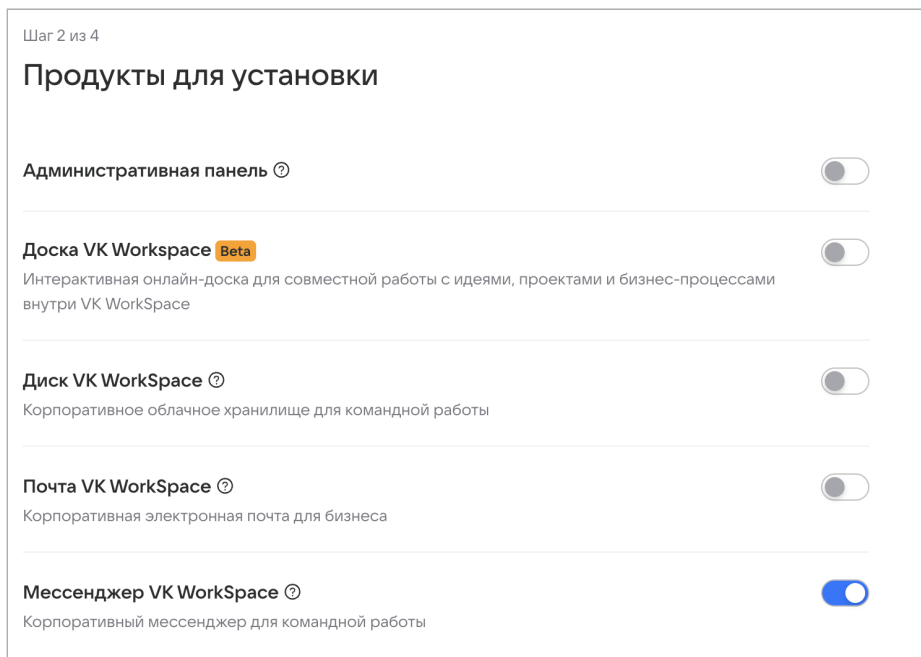 Шаг 2 из 4
Продукты для установки
Административная панель
Доска VK Workspace Beta
Интерактивная онлайн-доска для совместной работы с идеями, проектами и бизнес-процессами
внутри VK WorkSpace
Диск VK WorkSpace
Корпоративное облачное хранилище для командной работы
Почта VK WorkSpace
Корпоративная электронная почта для бизнеса
Мессенджер VK WorkSpace
Корпоративный мессенджер для командной работы